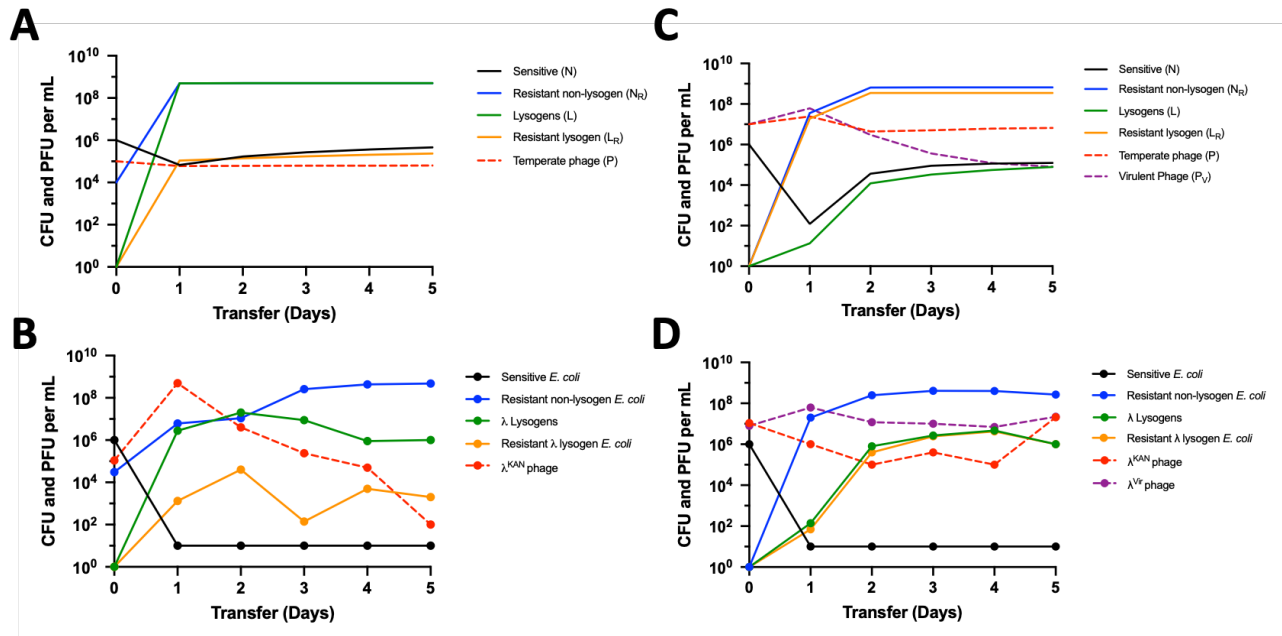 A
CFU and PFU per mL
10^10
10^8
10^6
10^4
10^2
10^0
0 1 2 3 4 5
Transfer (Days)
Sensitive (N)
Resistant non-lysogen (N_R)
Lysogens (L)
Resistant lysogen (L_R)
Temperate phage (P)
C
CFU and PFU per mL
10^10
10^8
10^6
10^4
10^2
10^0
0 1 2 3 4 5
Transfer (Days)
Sensitive (N)
Resistant non-lysogen (N_R)
Lysogens (L)
Resistant lysogen (L_R)
Temperate phage (P)
Virulent Phage (P_V)
B
CFU and PFU per mL
10^10
10^8
10^6
10^4
10^2
10^0
0 1 2 3 4 5
Transfer (Days)
Sensitive E. coli
Resistant non-lysogen E. coli
λ Lysogens
Resistant λ lysogen E. coli
λ^KAN phage
D
CFU and PFU per mL
10^10
10^8
10^6
10^4
10^2
10^0
0 1 2 3 4 5
Transfer (Days)
Sensitive E. coli
Resistant non-lysogen E. coli
λ Lysogens
Resistant λ lysogen E. coli
λ^KAN phage
λ^Vir phage